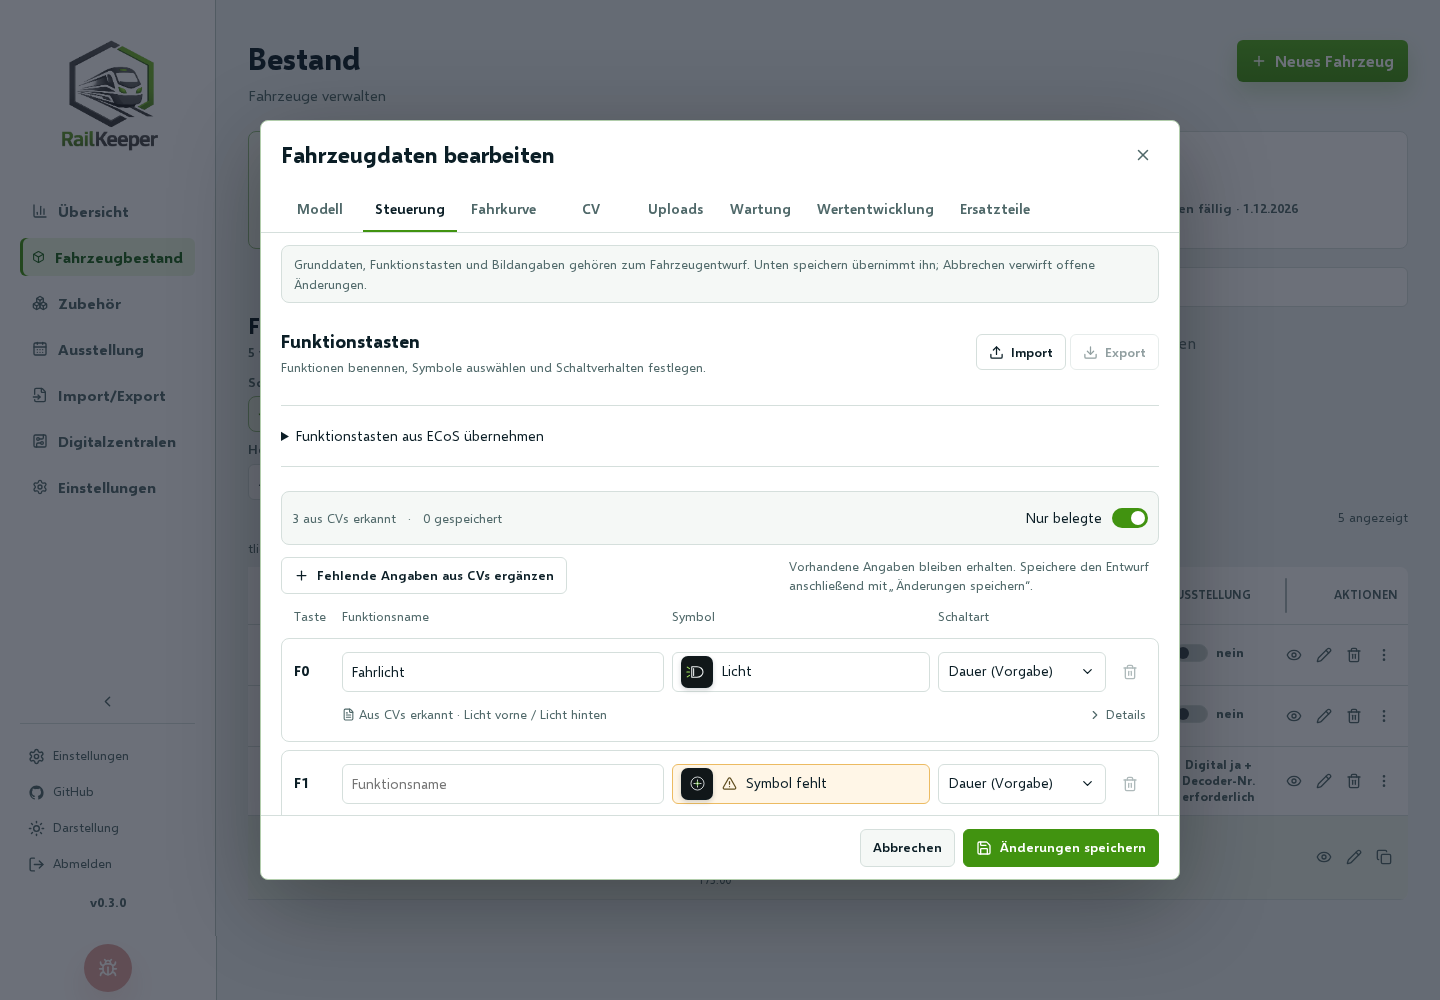 RailKeeper
Übersicht
Fahrzeugbestand
Zubehör
Ausstellung
Import/Export
Digitalzentralen
Einstellungen
Einstellungen
GitHub
Darstellung
Abmelden
v0.3.0
Bestand
Fahrzeuge verwalten
+ Neues Fahrzeug
en fällig · 1.12.2026
5 angezeigt
AKTIONEN
nein
nein
Digital ja +
Decoder-Nr.
erforderlich
Fahrzeugdaten bearbeiten
Modell
Steuerung
Fahrkurve
CV
Uploads
Wartung
Wertentwicklung
Ersatzteile
Grunddaten, Funktionstasten und Bildangaben gehören zum Fahrzeugentwurf. Unten speichern übernimmt ihn; Abbrechen verwirft offene
Änderungen.
Funktionstasten
Funktionen benennen, Symbole auswählen und Schaltverhalten festlegen.
Import
Export
Funktionstasten aus ECoS übernehmen
3 aus CVs erkannt · 0 gespeichert
Nur belegte
+ Fehlende Angaben aus CVs ergänzen
Vorhandene Angaben bleiben erhalten. Speichere den Entwurf
anschließend mit „Änderungen speichern“.
Taste
Funktionsname
Symbol
Schaltart
F0
Fahrlicht
Licht
Dauer (Vorgabe)
Aus CVs erkannt · Licht vorne / Licht hinten
Details
F1
Funktionsname
Symbol fehlt
Dauer (Vorgabe)
Abbrechen
Änderungen speichern